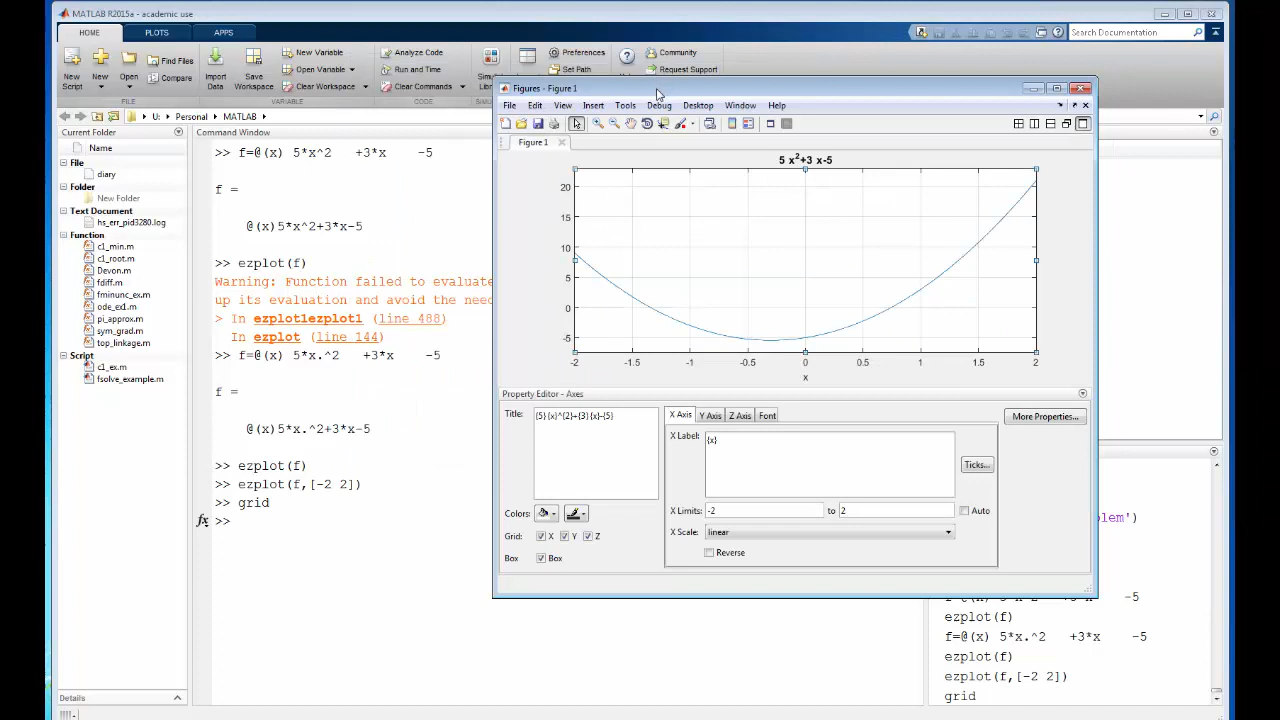 MATLAB R2015a - academic use
HOME
PLOTS
APPS
Search Documentation
New Script
New
Open
Find Files
Compare
Import Data
Save Workspace
New Variable
Open Variable
Clear Workspace
Analyze Code
Run and Time
Clear Commands
Preferences
Set Path
Community
Request Support
FILE
VARIABLE
CODE
U:
Personal
MATLAB
Current Folder
Name
File
diary
Folder
New Folder
Text Document
hs_err_pid3280.log
Function
c1_min.m
c1_root.m
Devon.m
fdiff.m
fminunc_ex.m
ode_ex1.m
pi_approx.m
sym_grad.m
top_linkage.m
Script
c1_ex.m
fsolve_example.m
Details
Command Window
>> f=@(x) 5*x^2 +3*x -5
f =
@(x)5*x^2+3*x-5
>> ezplot(f)
Warning: Function failed to evaluate
up its evaluation and avoid the nee
> In ezplot1ezplot1 (line 488)
In ezplot (line 144)
>> f=@(x) 5*x.^2 +3*x -5
f =
@(x)5*x.^2+3*x-5
>> ezplot(f)
>> ezplot(f,[-2 2])
>> grid
fx >>
Figures - Figure 1
File Edit View Insert Tools Debug Desktop Window Help
Figure 1
5 x^2+3 x-5
20
15
10
5
0
-5
-2 -1.5 -1 -0.5 0 0.5 1 1.5 2
x
Property Editor - Axes
Title: {5} {x}^{2}+{3} {x}-{5}
Colors:
Grid: X Y Z
Box: Box
X Axis Y Axis Z Axis Font
X Label: {x}
Ticks...
X Limits: -2 to 2 Auto
X Scale: linear
Reverse
More Properties...
lem')
-5
ezplot(f)
f=@(x) 5*x.^2 +3*x -5
ezplot(f)
ezplot(f,[-2 2])
grid